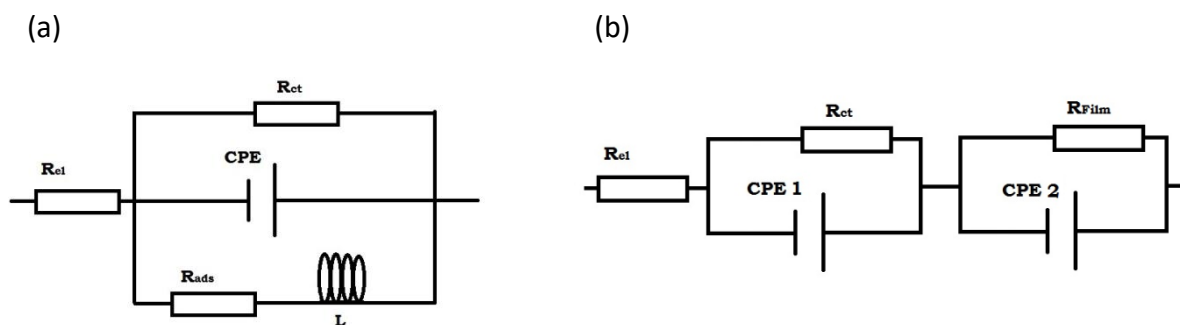 (a)
(b)
Rct
CPE
Rel
Rads
L
Rct
RFilm
Rel
CPE 1
CPE 2